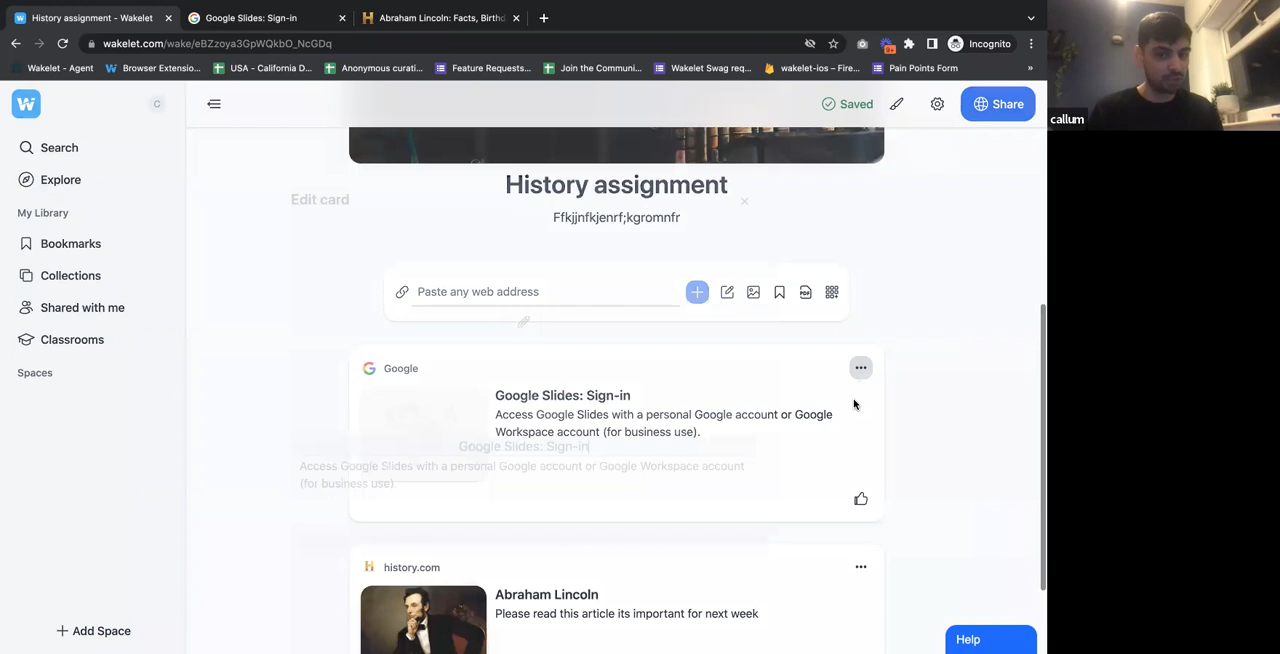 History assignment - Wakelet
Google Slides: Sign-in
Abraham Lincoln: Facts, Birthd
wakelet.com/wake/eBZzoya3GpWQkbO_NcGDq
9+
Incognito
Wakelet - Agent
Browser Extensio...
USA - California D...
Anonymous curati...
Feature Requests...
Join the Communi...
Wakelet Swag req...
wakelet-ios – Fire...
Pain Points Form
»
callum
W
C
Saved
Share
Search
Explore
My Library
Bookmarks
Collections
Shared with me
Classrooms
Spaces
Add Space
History assignment
Ffkjjnfkjenrf;kgromnfr
Edit card
Paste any web address
PDF
Google
Google Slides: Sign-in
Access Google Slides with a personal Google account or Google
Workspace account (for business use).
Google Slides: Sign-in
Access Google Slides with a personal Google account or Google Workspace account
(for business use).
H history.com
Abraham Lincoln
Please read this article its important for next week
Help